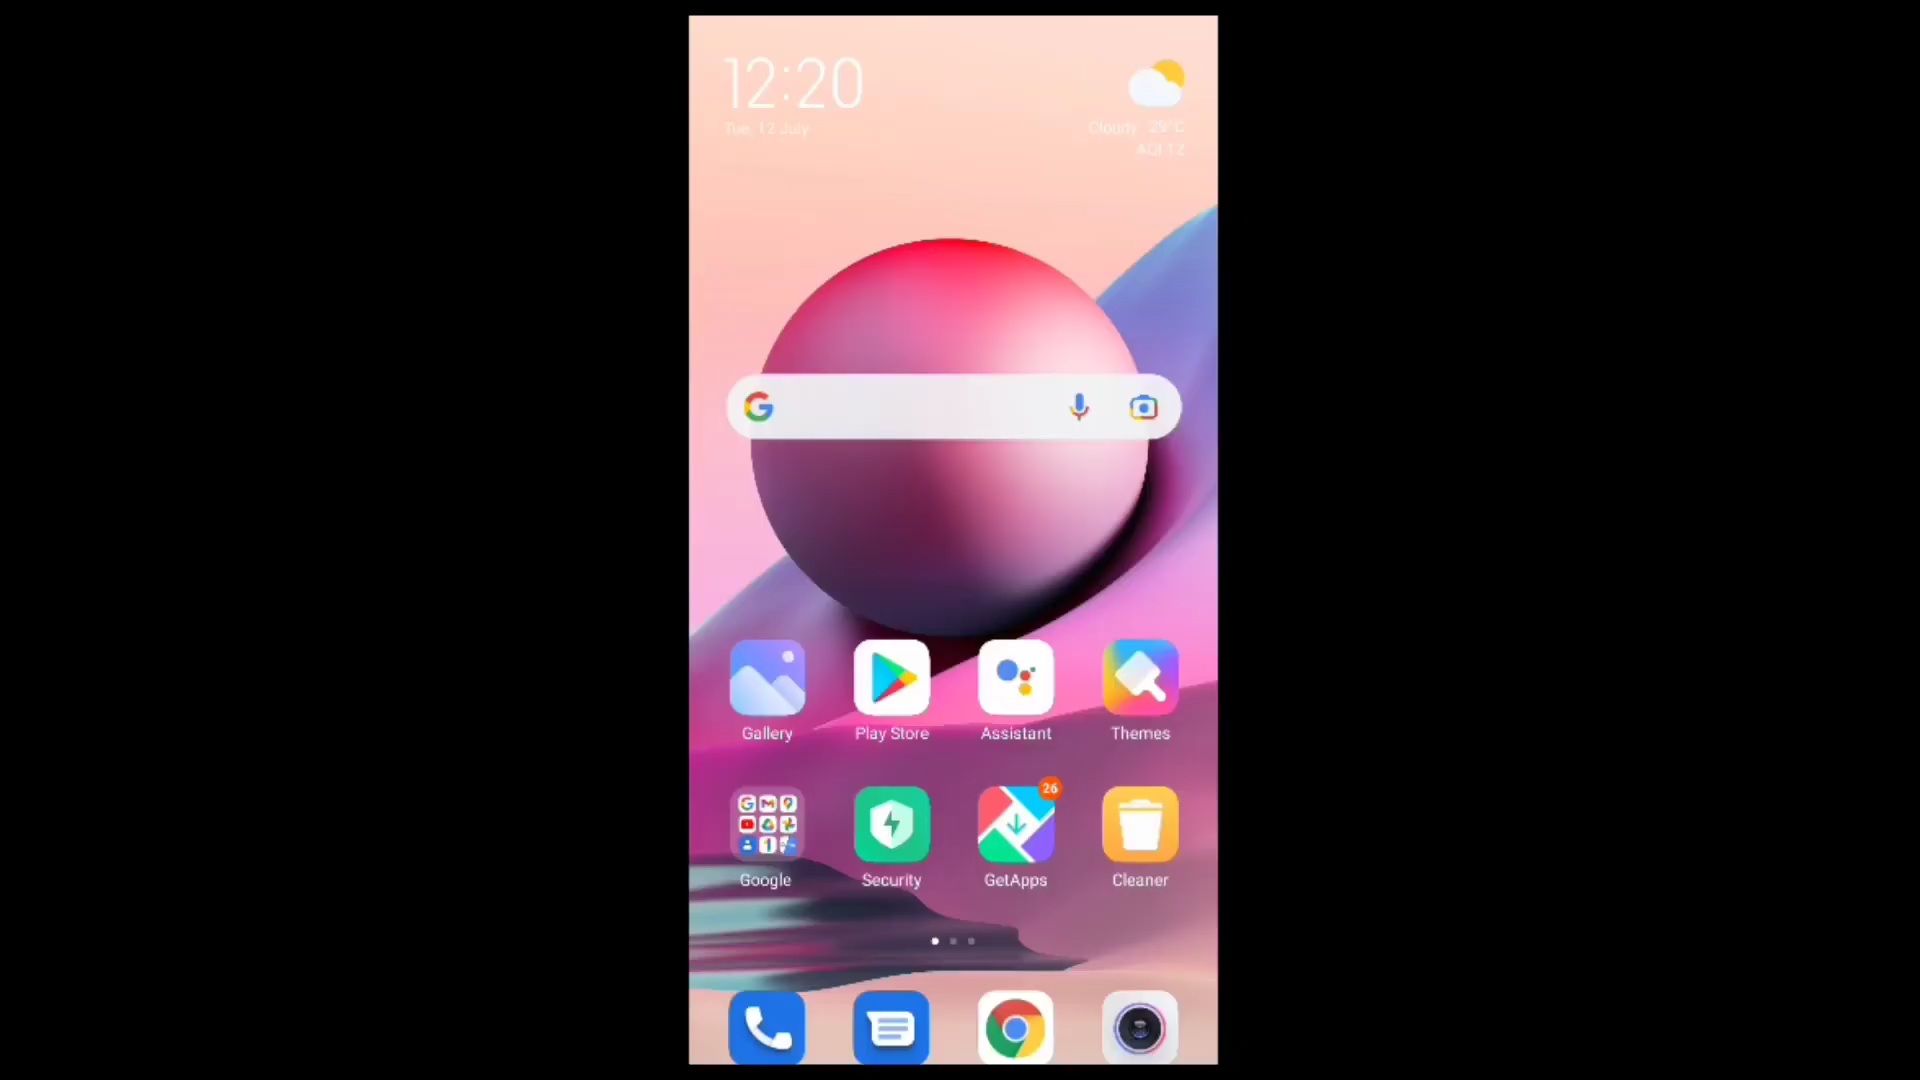 12:20
Tue, 12 July
Cloudy 29°C
AQI 12
Gallery
Play Store
Assistant
Themes
26
Google
Security
GetApps
Cleaner